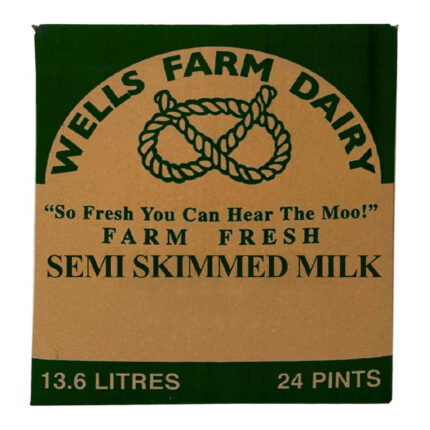 WELLS FARM DAIRY
“So Fresh You Can Hear The Moo!”
FARM FRESH
SEMI SKIMMED MILK
13.6 LITRES 24 PINTS